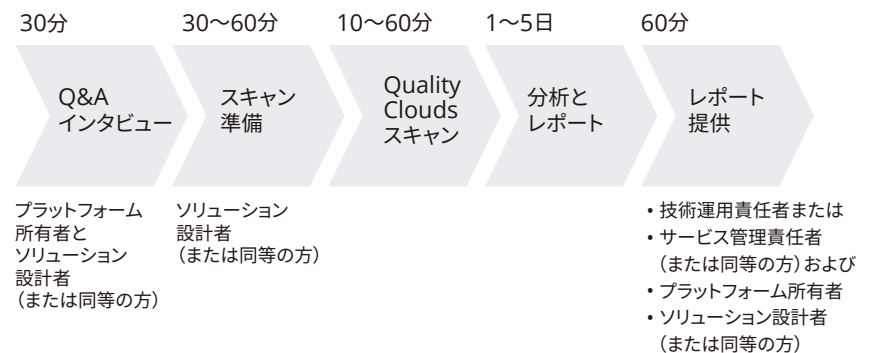 30分
30～60分
10～60分
1～5日
60分
Q&A
インタビュー
スキャン
準備
Quality
Clouds
スキャン
分析と
レポート
レポート
提供
プラットフォーム
所有者と
ソリューション
設計者
（または同等の方）
ソリューション
設計者
（または同等の方）
• 技術運用責任者または
• サービス管理責任者
（または同等の方）および
• プラットフォーム所有者
• ソリューション設計者
（または同等の方）